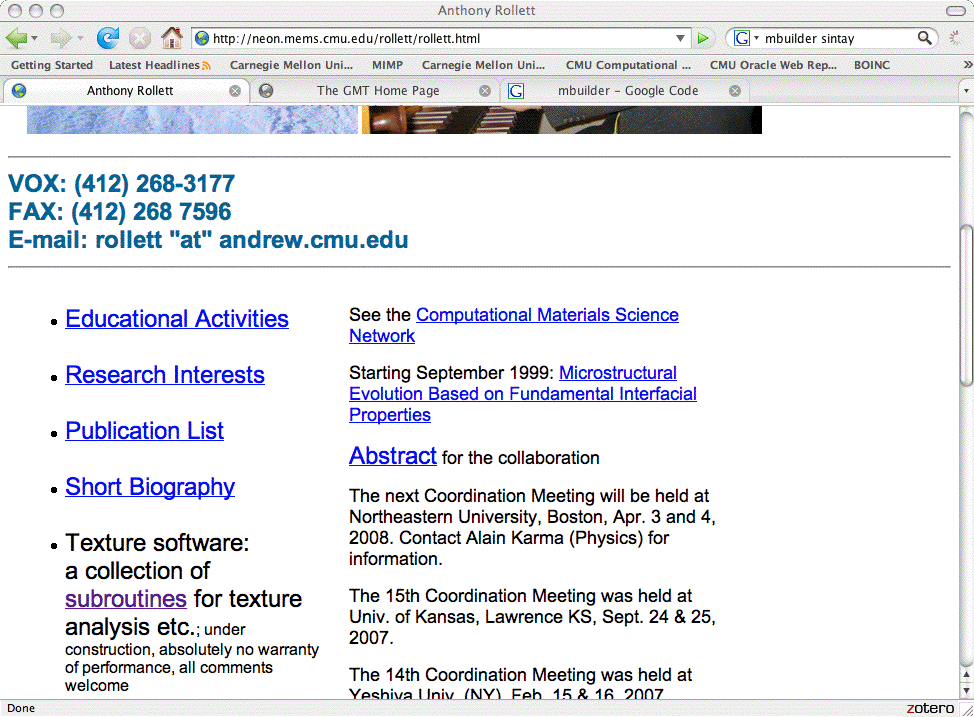 Anthony Rollett
http://neon.mems.cmu.edu/rollett/rollett.html
G
mbuilder sintay
Getting Started Latest Headlines Carnegie Mellon Uni... MIMP Carnegie Mellon Uni... CMU Computational ... CMU Oracle Web Rep... BOINC »
Anthony Rollett The GMT Home Page G mbuilder – Google Code
VOX: (412) 268-3177
FAX: (412) 268 7596
E-mail: rollett "at" andrew.cmu.edu
• Educational Activities
• Research Interests
• Publication List
• Short Biography
• Texture software:
a collection of
subroutines for texture
analysis etc.; under
construction, absolutely no warranty
of performance, all comments
welcome
See the Computational Materials Science
Network
Starting September 1999: Microstructural
Evolution Based on Fundamental Interfacial
Properties
Abstract for the collaboration
The next Coordination Meeting will be held at
Northeastern University, Boston, Apr. 3 and 4,
2008. Contact Alain Karma (Physics) for
information.
The 15th Coordination Meeting was held at
Univ. of Kansas, Lawrence KS, Sept. 24 & 25,
2007.
The 14th Coordination Meeting was held at
Yeshiva Univ. (NY), Feb. 15 & 16, 2007
Done
zotero